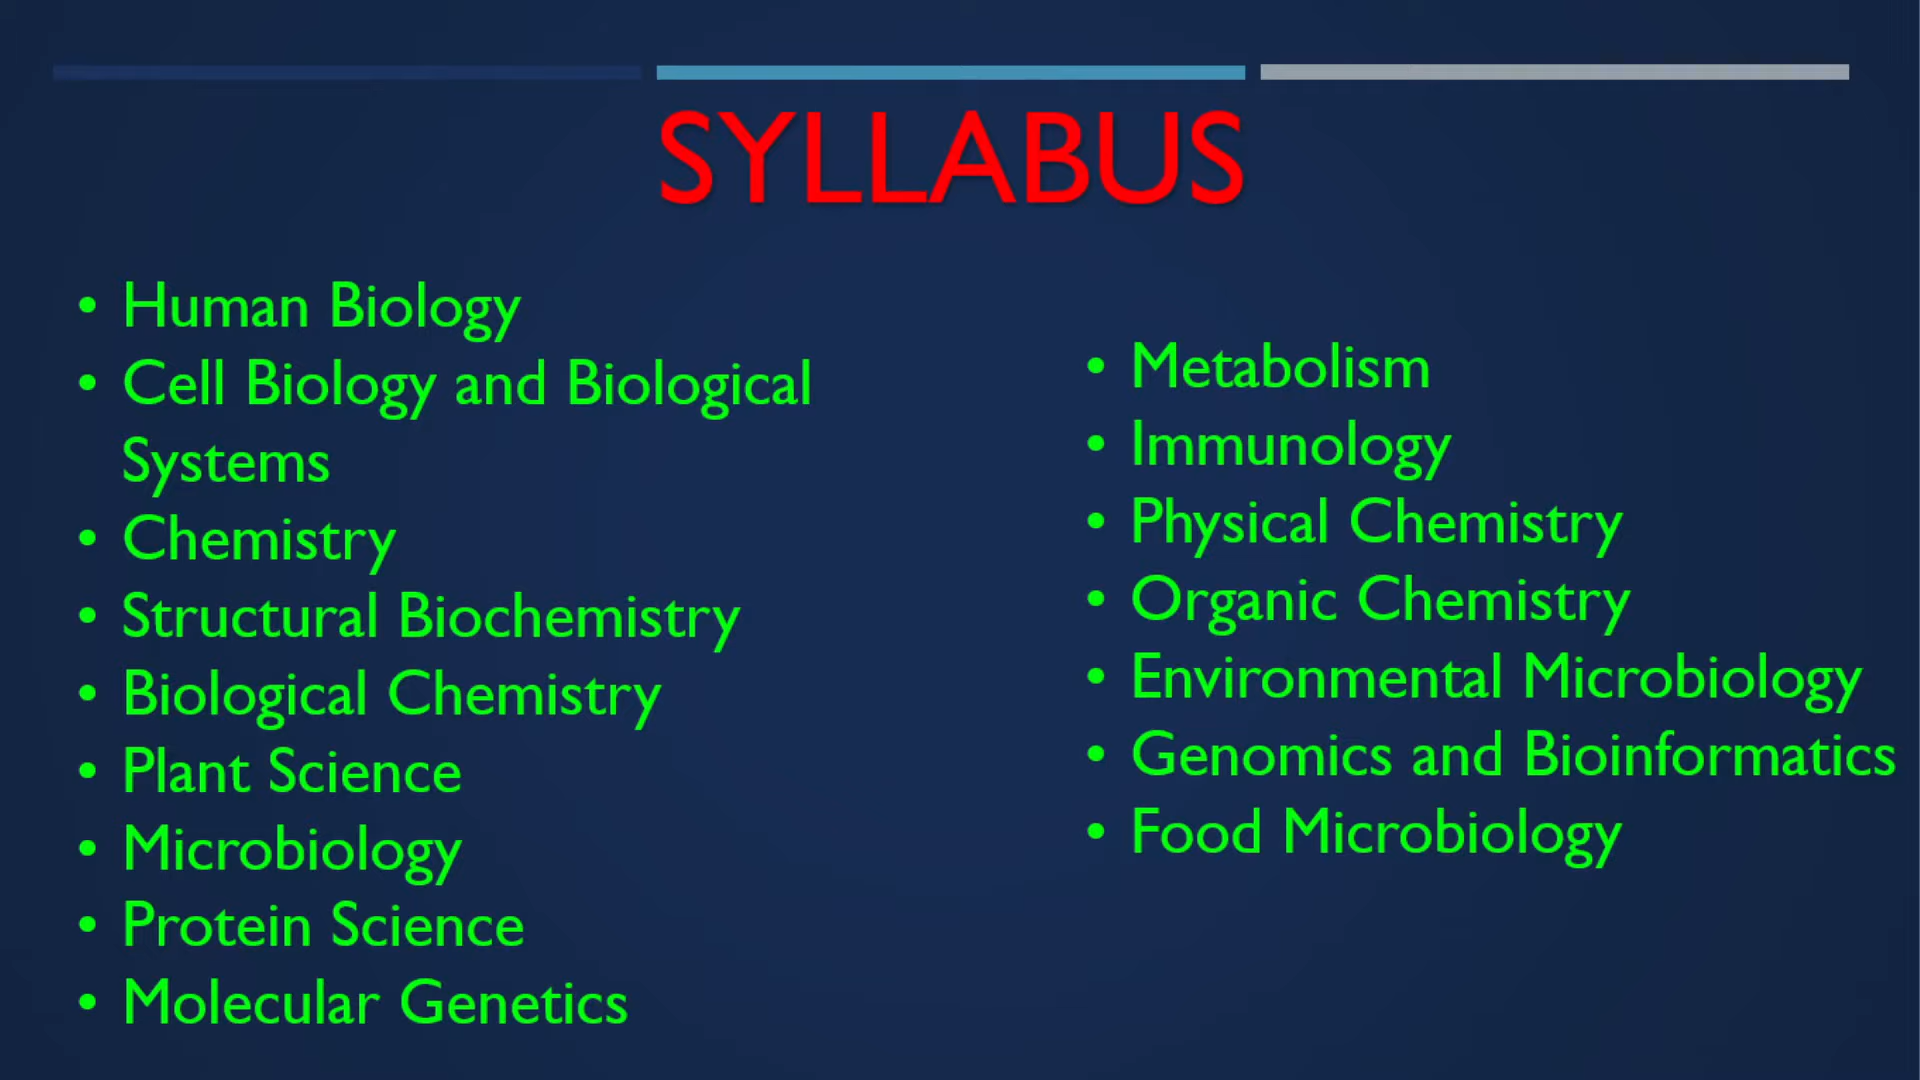 SYLLABUS
• Human Biology
• Cell Biology and Biological
Systems
• Chemistry
• Structural Biochemistry
• Biological Chemistry
• Plant Science
• Microbiology
• Protein Science
• Molecular Genetics
• Metabolism
• Immunology
• Physical Chemistry
• Organic Chemistry
• Environmental Microbiology
• Genomics and Bioinformatics
• Food Microbiology